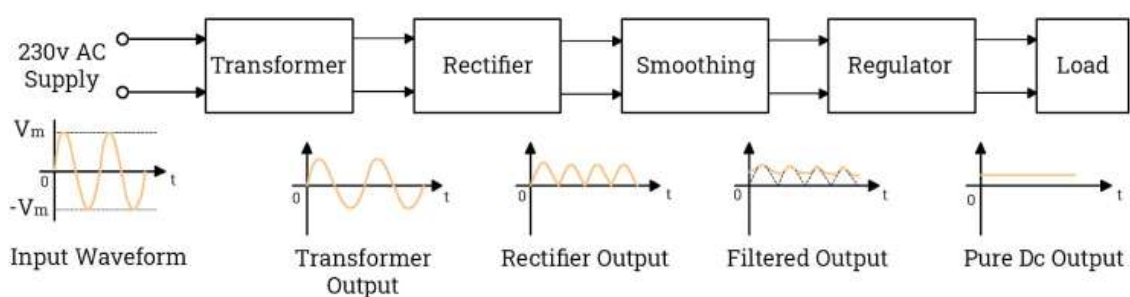 230v AC
Supply
Transformer
Rectifier
Smoothing
Regulator
Load
Vm
0
-Vm
t
0
t
0
t
0
t
0
t
Input Waveform
Transformer
Output
Rectifier Output
Filtered Output
Pure Dc Output